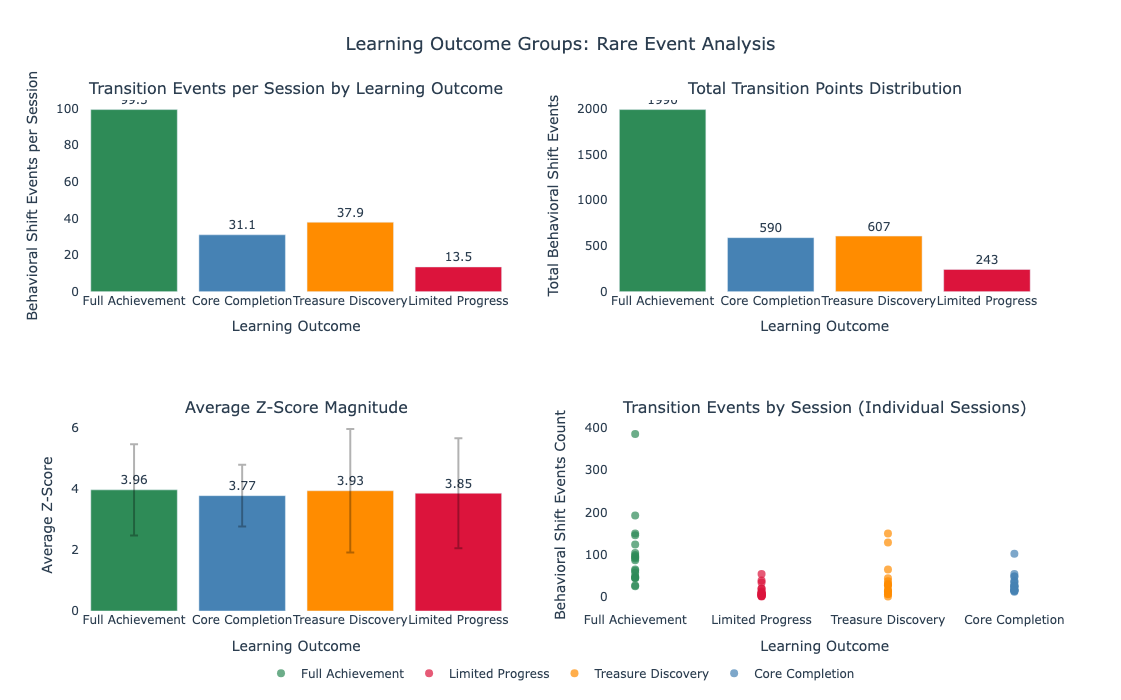 Learning Outcome Groups: Rare Event Analysis
Transition Events per Session by Learning Outcome
Behavioral Shift Events per Session
100
80
60
40
20
0
31.1
37.9
13.5
Full Achievement
Core Completion
Treasure Discovery
Limited Progress
Learning Outcome
Total Transition Points Distribution
Total Behavioral Shift Events
2000
1500
1000
500
0
590
607
243
Full Achievement
Core Completion
Treasure Discovery
Limited Progress
Learning Outcome
Average Z-Score Magnitude
Average Z-Score
6
4
2
0
3.96
3.77
3.93
3.85
Full Achievement
Core Completion
Treasure Discovery
Limited Progress
Learning Outcome
Transition Events by Session (Individual Sessions)
Behavioral Shift Events Count
400
300
200
100
0
Full Achievement
Limited Progress
Treasure Discovery
Core Completion
Learning Outcome
Full Achievement
Limited Progress
Treasure Discovery
Core Completion